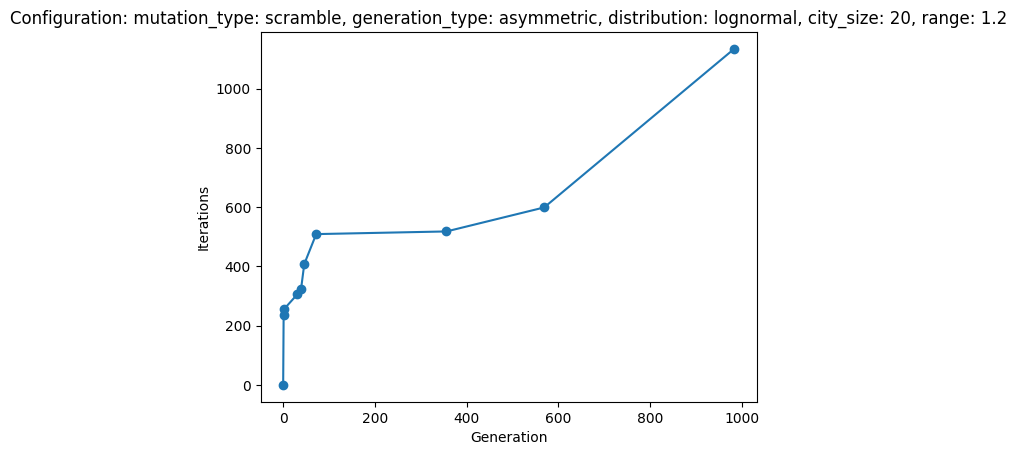 Configuration: mutation_type: scramble, generation_type: asymmetric, distribution: lognormal, city_size: 20, range: 1.2
Iterations
1000
800
600
400
200
0
0 200 400 600 800 1000
Generation